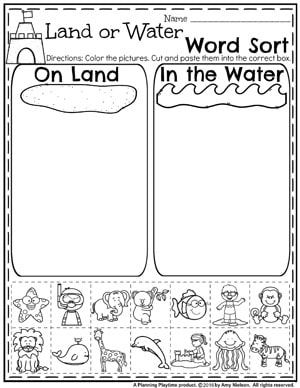 Name
Land or Water
Word Sort
Directions: Color the pictures. Cut and paste them into the correct box.
On Land
In the Water
A Planning Playtime product. ©2016 by Amy Nielson. All rights reserved.